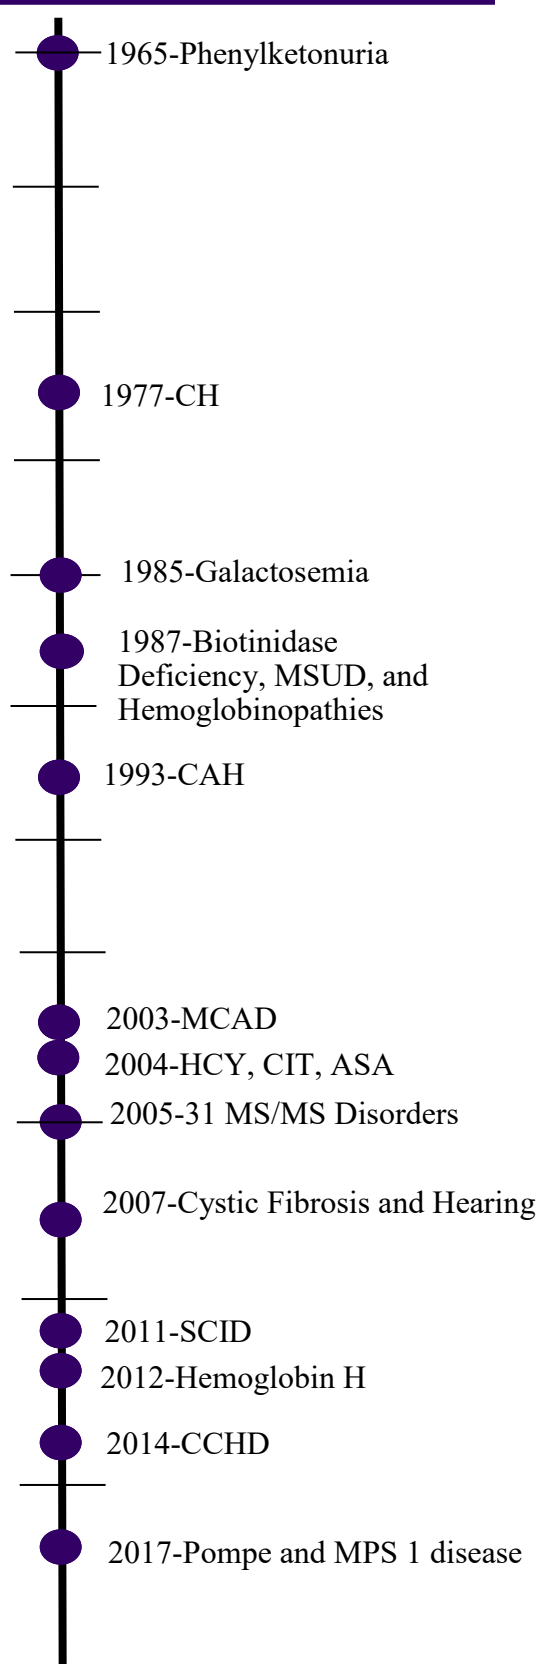 1965-Phenylketonuria
1977-CH
1985-Galactosemia
1987-Biotinidase
Deficiency, MSUD, and
Hemoglobinopathies
1993-CAH
2003-MCAD
2004-HCY, CIT, ASA
2005-31 MS/MS Disorders
2007-Cystic Fibrosis and Hearing
2011-SCID
2012-Hemoglobin H
2014-CCHD
2017-Pompe and MPS 1 disease